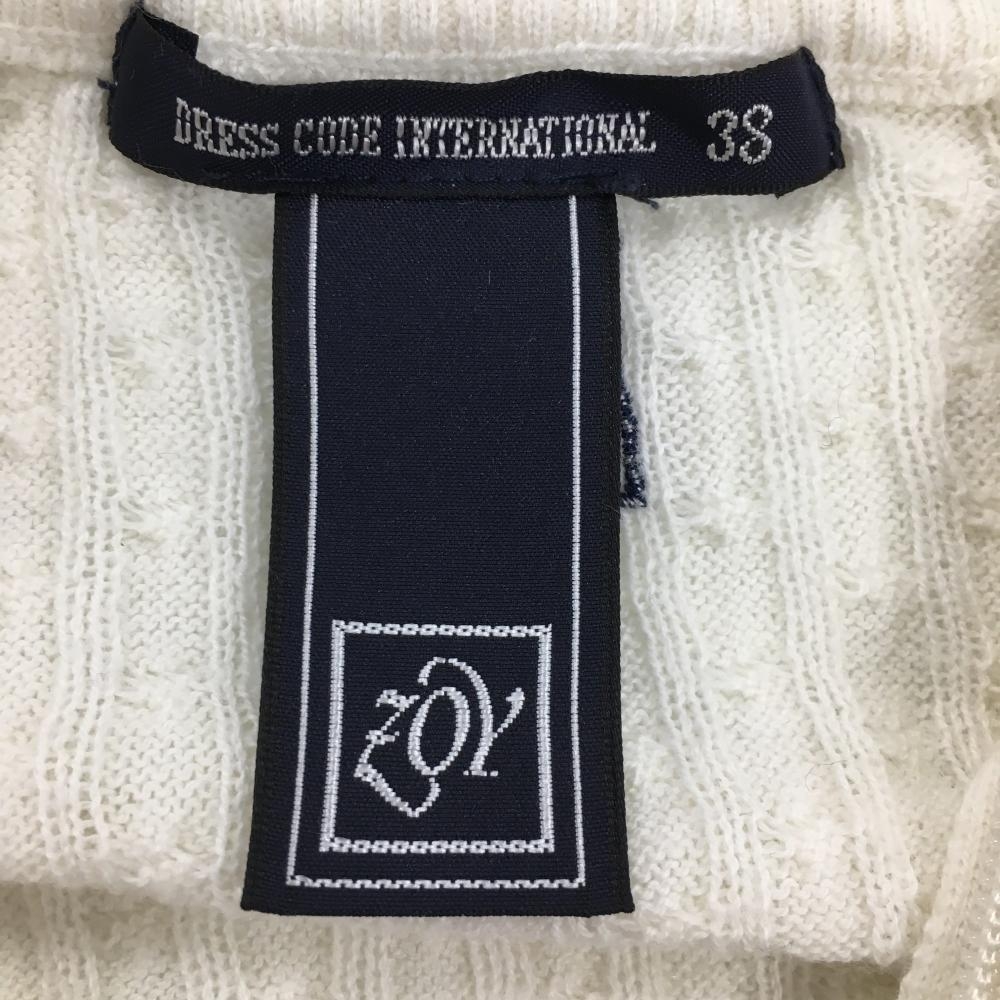 DRESS CODE INTERNATIONAL 38
ZOY